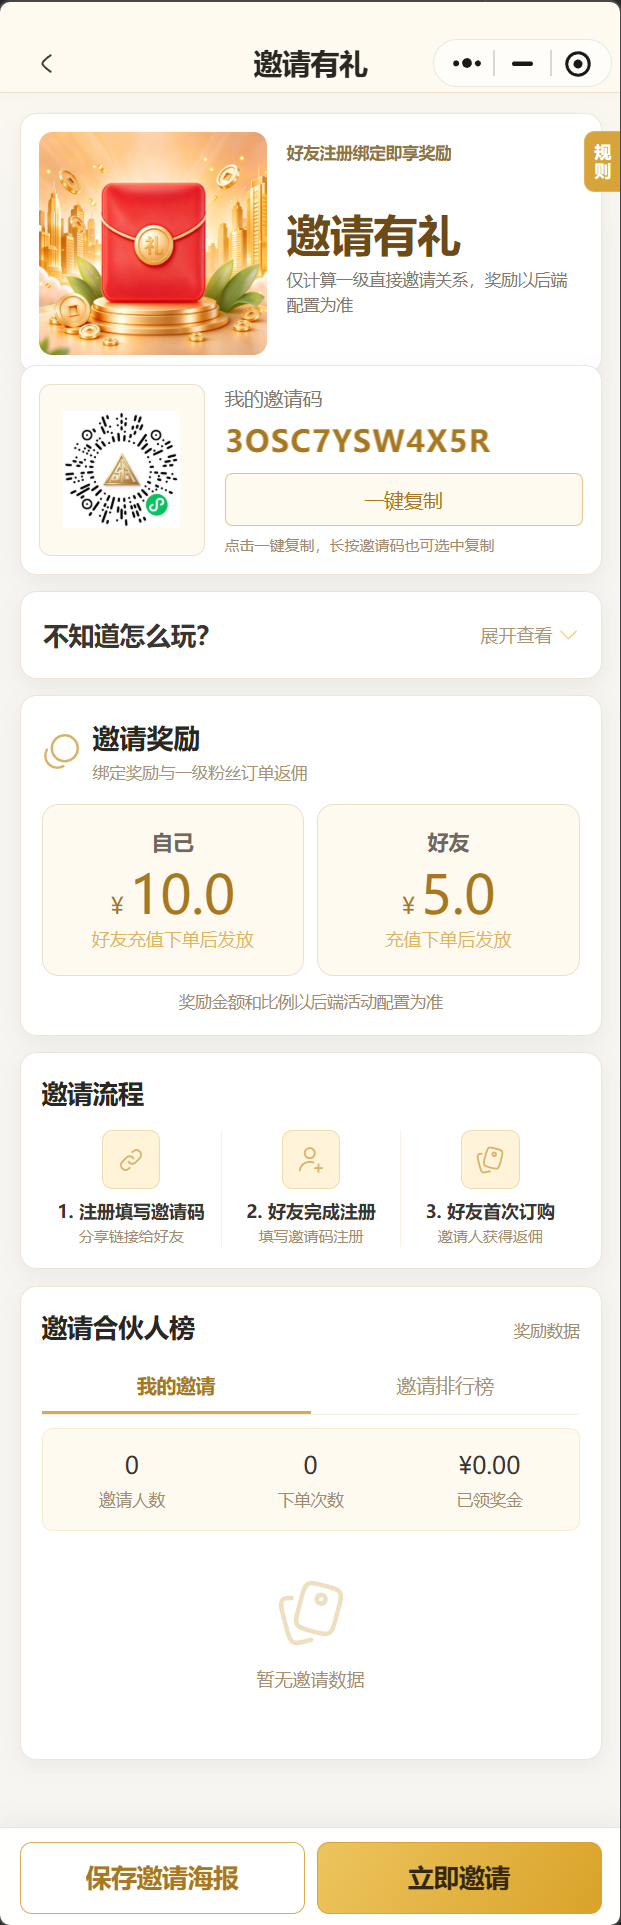 邀请有礼
规则
好友注册绑定即享奖励
礼
邀请有礼
仅计算一级直接邀请关系，奖励以后端
配置为准
我的邀请码
3OSC7YSW4X5R
一键复制
点击一键复制，长按邀请码也可选中复制
不知道怎么玩？
展开查看
邀请奖励
绑定奖励与一级粉丝订单返佣
自己
¥ 10.0
好友充值下单后发放
好友
¥ 5.0
充值下单后发放
奖励金额和比例以后端活动配置为准
邀请流程
1. 注册填写邀请码
分享链接给好友
2. 好友完成注册
填写邀请码注册
3. 好友首次订购
邀请人获得返佣
邀请合伙人榜
奖励数据
我的邀请
邀请排行榜
0
邀请人数
0
下单次数
¥0.00
已领奖金
暂无邀请数据
保存邀请海报
立即邀请